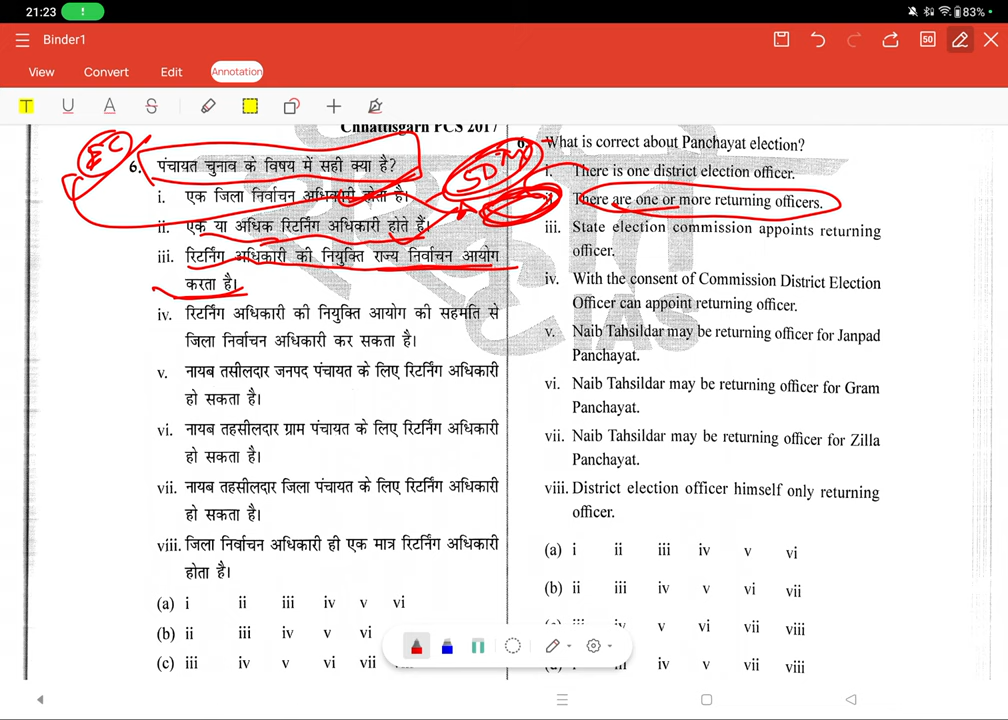 21:23
83%
Binder1
50
View Convert Edit Annotation
T U A S
Chhattisgarh PCS 2017
EC
6. पंचायत चुनाव के विषय में सही क्या है?
i. एक जिला निर्वाचन अधिकारी होता है।
ii. एक या अधिक रिटर्निंग अधिकारी होते हैं।
iii. रिटर्निंग अधिकारी की नियुक्ति राज्य निर्वाचन आयोग
करता है।
iv. रिटर्निंग अधिकारी की नियुक्ति आयोग की सहमति से
जिला निर्वाचन अधिकारी कर सकता है।
v. नायब तसीलदार जनपद पंचायत के लिए रिटर्निंग अधिकारी
हो सकता है।
vi. नायब तहसीलदार ग्राम पंचायत के लिए रिटर्निंग अधिकारी
हो सकता है।
vii. नायब तहसीलदार जिला पंचायत के लिए रिटर्निंग अधिकारी
हो सकता है।
viii. जिला निर्वाचन अधिकारी ही एक मात्र रिटर्निंग अधिकारी
होता है।
(a) i ii iii iv v vi
(b) ii iii iv v vi
(c) iii iv v vi vii
6. What is correct about Panchayat election?
i. There is one district election officer.
There are one or more returning officers.
iii. State election commission appoints returning
officer.
iv. With the consent of Commission District Election
Officer can appoint returning officer.
v. Naib Tahsildar may be returning officer for Janpad
Panchayat.
vi. Naib Tahsildar may be returning officer for Gram
Panchayat.
vii. Naib Tahsildar may be returning officer for Zilla
Panchayat.
viii. District election officer himself only returning
officer.
(a) i ii iii iv v vi
(b) ii iii iv v vi vii
iii iv v vi vii viii
iii iv v vii viii
IAS